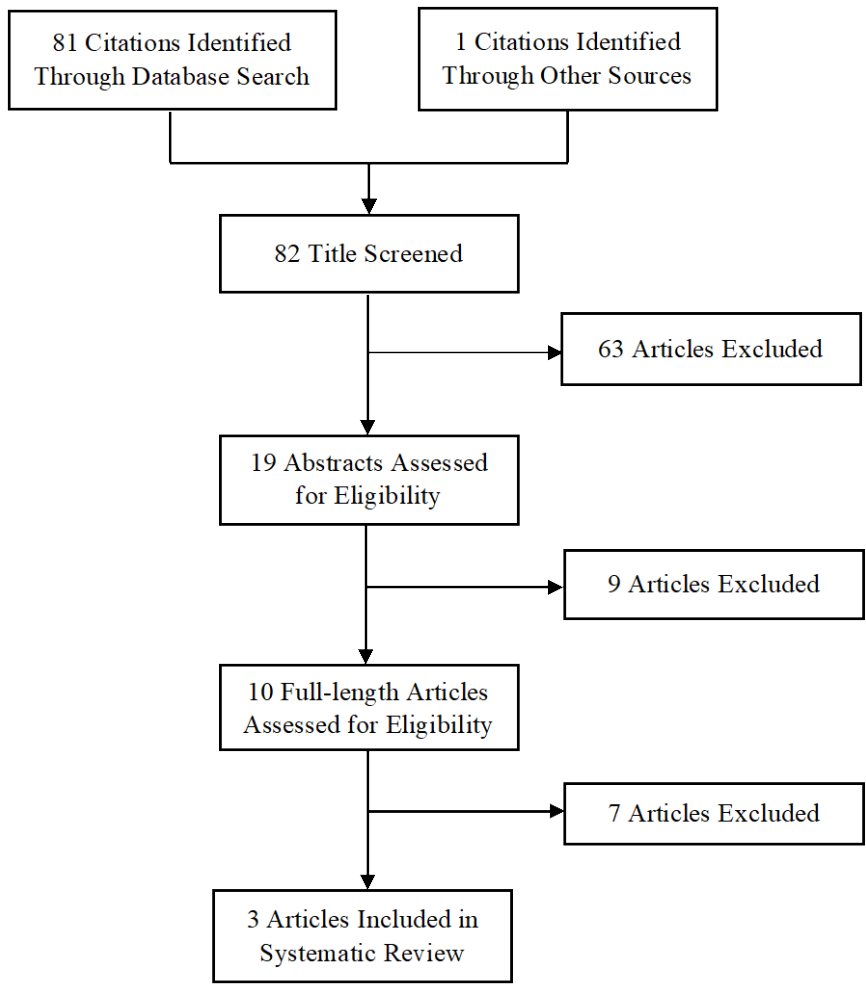 81 Citations Identified
Through Database Search
1 Citations Identified
Through Other Sources
82 Title Screened
63 Articles Excluded
19 Abstracts Assessed
for Eligibility
9 Articles Excluded
10 Full-length Articles
Assessed for Eligibility
7 Articles Excluded
3 Articles Included in
Systematic Review